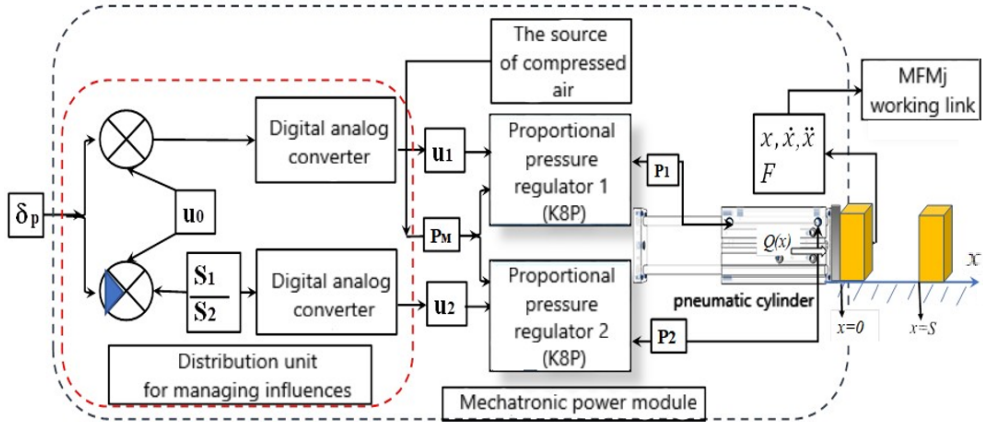 The source
of compressed
air
MFMj
working link
Digital analog
converter
u1
Proportional
pressure
regulator 1
(K8P)
P1
x, ẋ, ẍ
F
δp
u0
PM
Q(x)
x
S1
S2
Digital analog
converter
u2
Proportional
pressure
regulator 2
(K8P)
pneumatic cylinder
P2
x=0
x=S
Distribution unit
for managing influences
Mechatronic power module